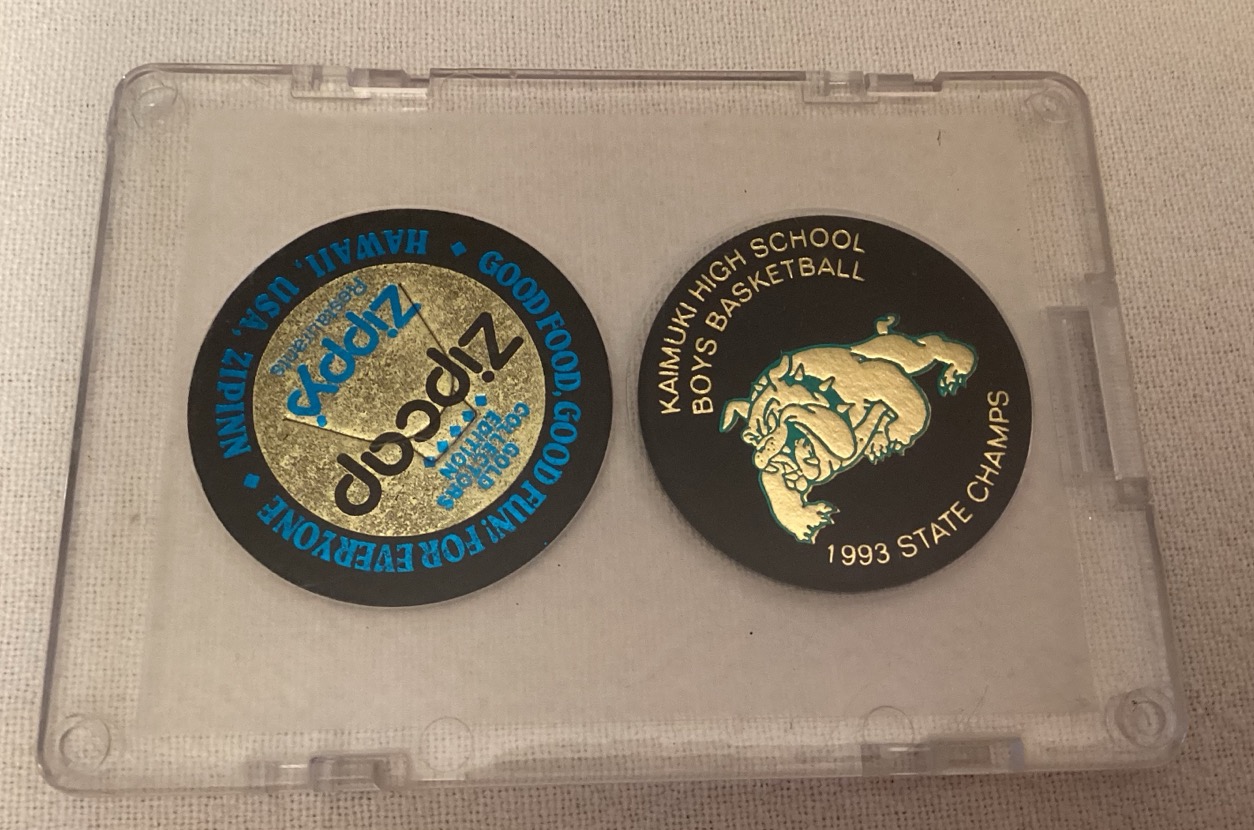 GOOD FOOD, GOOD FUN! FOR EVERYONE
HAWAII, USA, ZIPINN
Zippy's
Restaurants
zipcap
GOLD
COLLECTORS
EDITION
KAIMUKI HIGH SCHOOL
BOYS BASKETBALL
1993 STATE CHAMPS